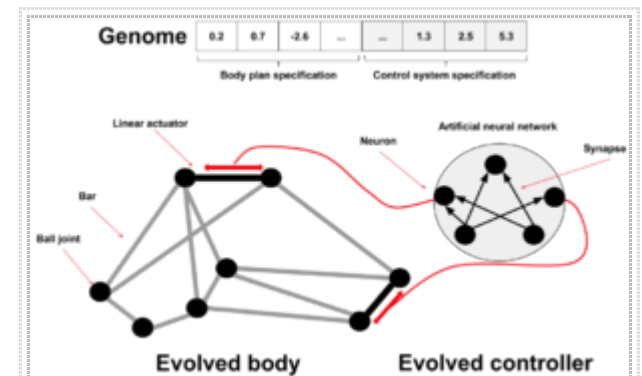 Genome 0.2 0.7 -2.6 ... ... 1.3 2.5 5.3
Body plan specification Control system specification
Linear actuator
Artificial neural network
Neuron
Synapse
Bar
Ball joint
Evolved body Evolved controller